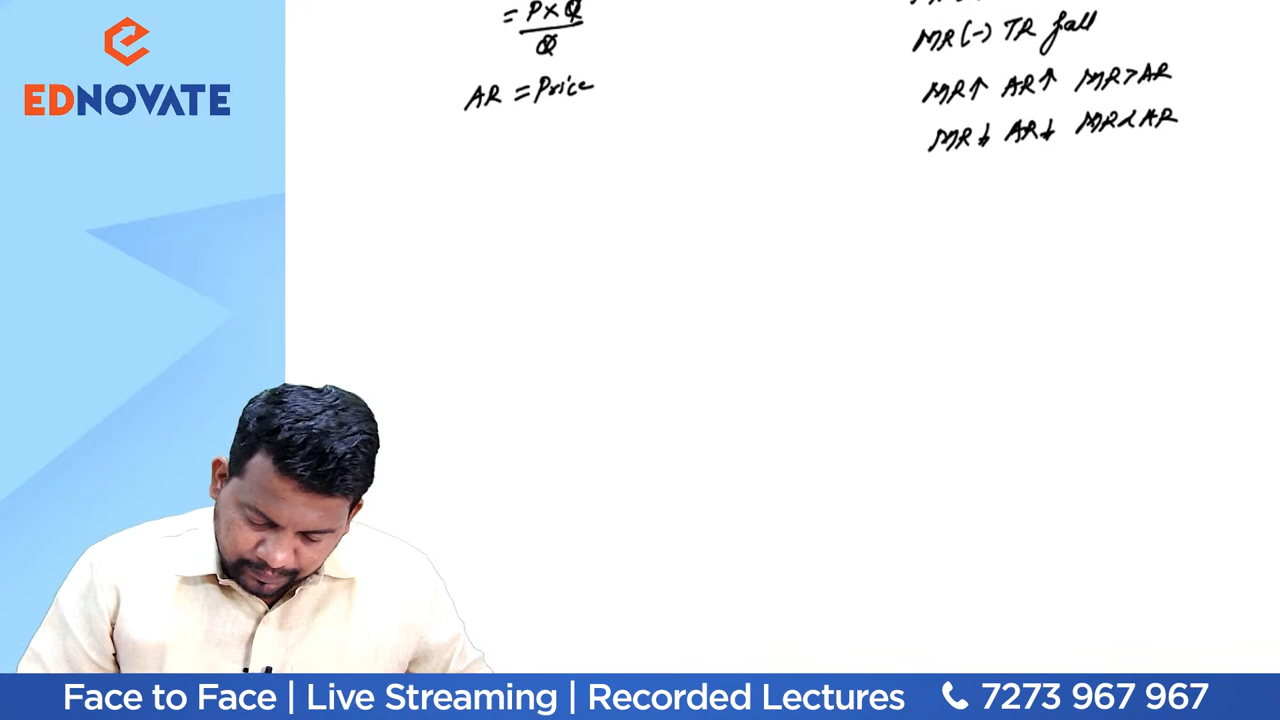 EDNOVATE
= P×Q
Q
AR = Price
MR(-) TR fall
MR↑ AR↑ MR>AR
MR↓ AR↓ MR<AR
Face to Face | Live Streaming | Recorded Lectures 7273 967 967